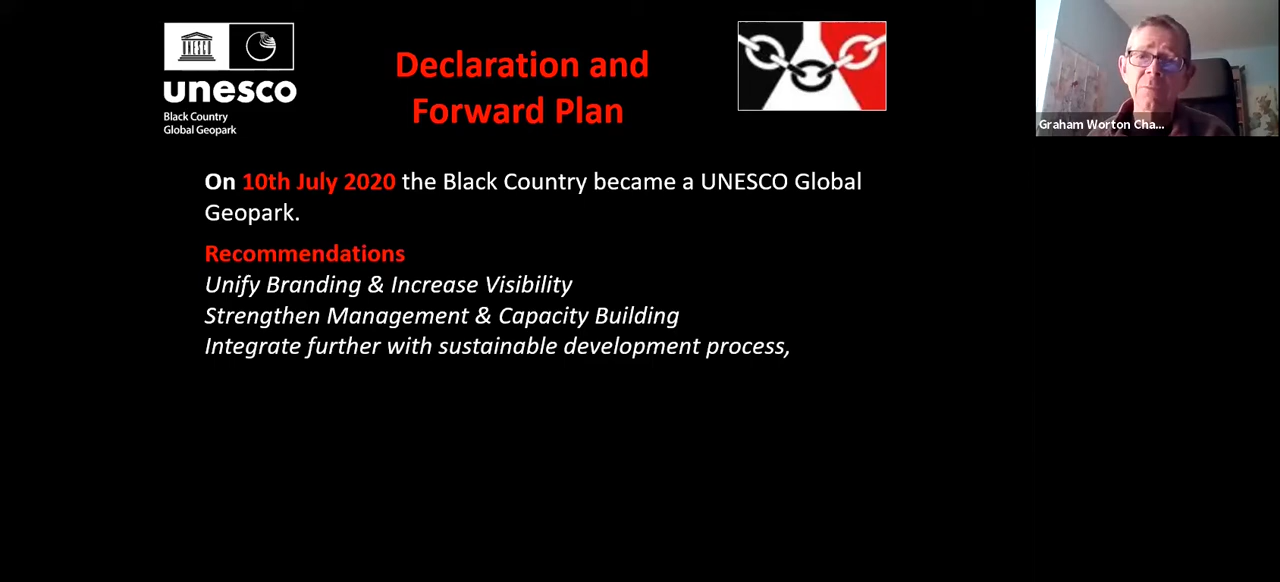 unesco
Black Country
Global Geopark
Declaration and
Forward Plan
Graham Worton Cha...
On 10th July 2020 the Black Country became a UNESCO Global
Geopark.
Recommendations
Unify Branding & Increase Visibility
Strengthen Management & Capacity Building
Integrate further with sustainable development process,